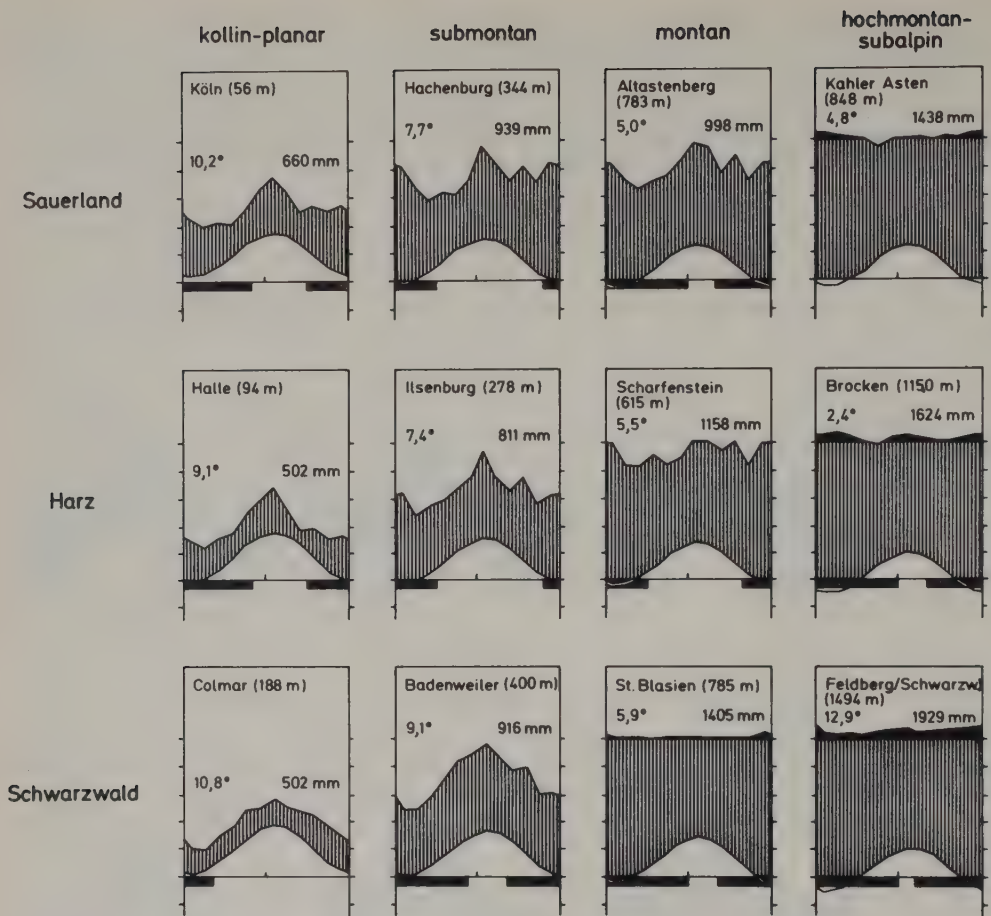 kollin-planar
submontan
montan
hochmontan-
subalpin
Sauerland
Köln (56 m)
10,2° 660 mm
Hachenburg (344 m)
7,7° 939 mm
Altastenberg
(783 m)
5,0° 998 mm
Kahler Asten
(848 m)
4,8° 1438 mm
Harz
Halle (94 m)
9,1° 502 mm
Ilsenburg (278 m)
7,4° 811 mm
Scharfenstein
(615 m)
5,5° 1158 mm
Brocken (1150 m)
2,4° 1624 mm
Schwarzwald
Colmar (188 m)
10,8° 502 mm
Badenweiler (400 m)
9,1° 916 mm
St. Blasien (785 m)
5,9° 1405 mm
Feldberg/Schwarzwd
(1494 m)
12,9° 1929 mm